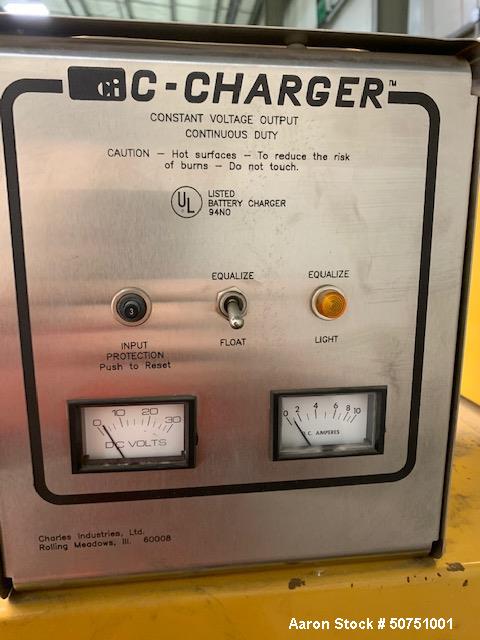 Ci C-CHARGER™
CONSTANT VOLTAGE OUTPUT
CONTINUOUS DUTY
CAUTION – Hot surfaces – To reduce the risk
of burns – Do not touch.
UL
LISTED
BATTERY CHARGER
94N0
EQUALIZE
EQUALIZE
3
INPUT
PROTECTION
Push to Reset
FLOAT
LIGHT
0 10 20 30
DC VOLTS
0 2 4 6 8 10
D.C. AMPERES
Charles Industries, Ltd.
Rolling Meadows, Ill. 60008
Aaron Stock # 50751001